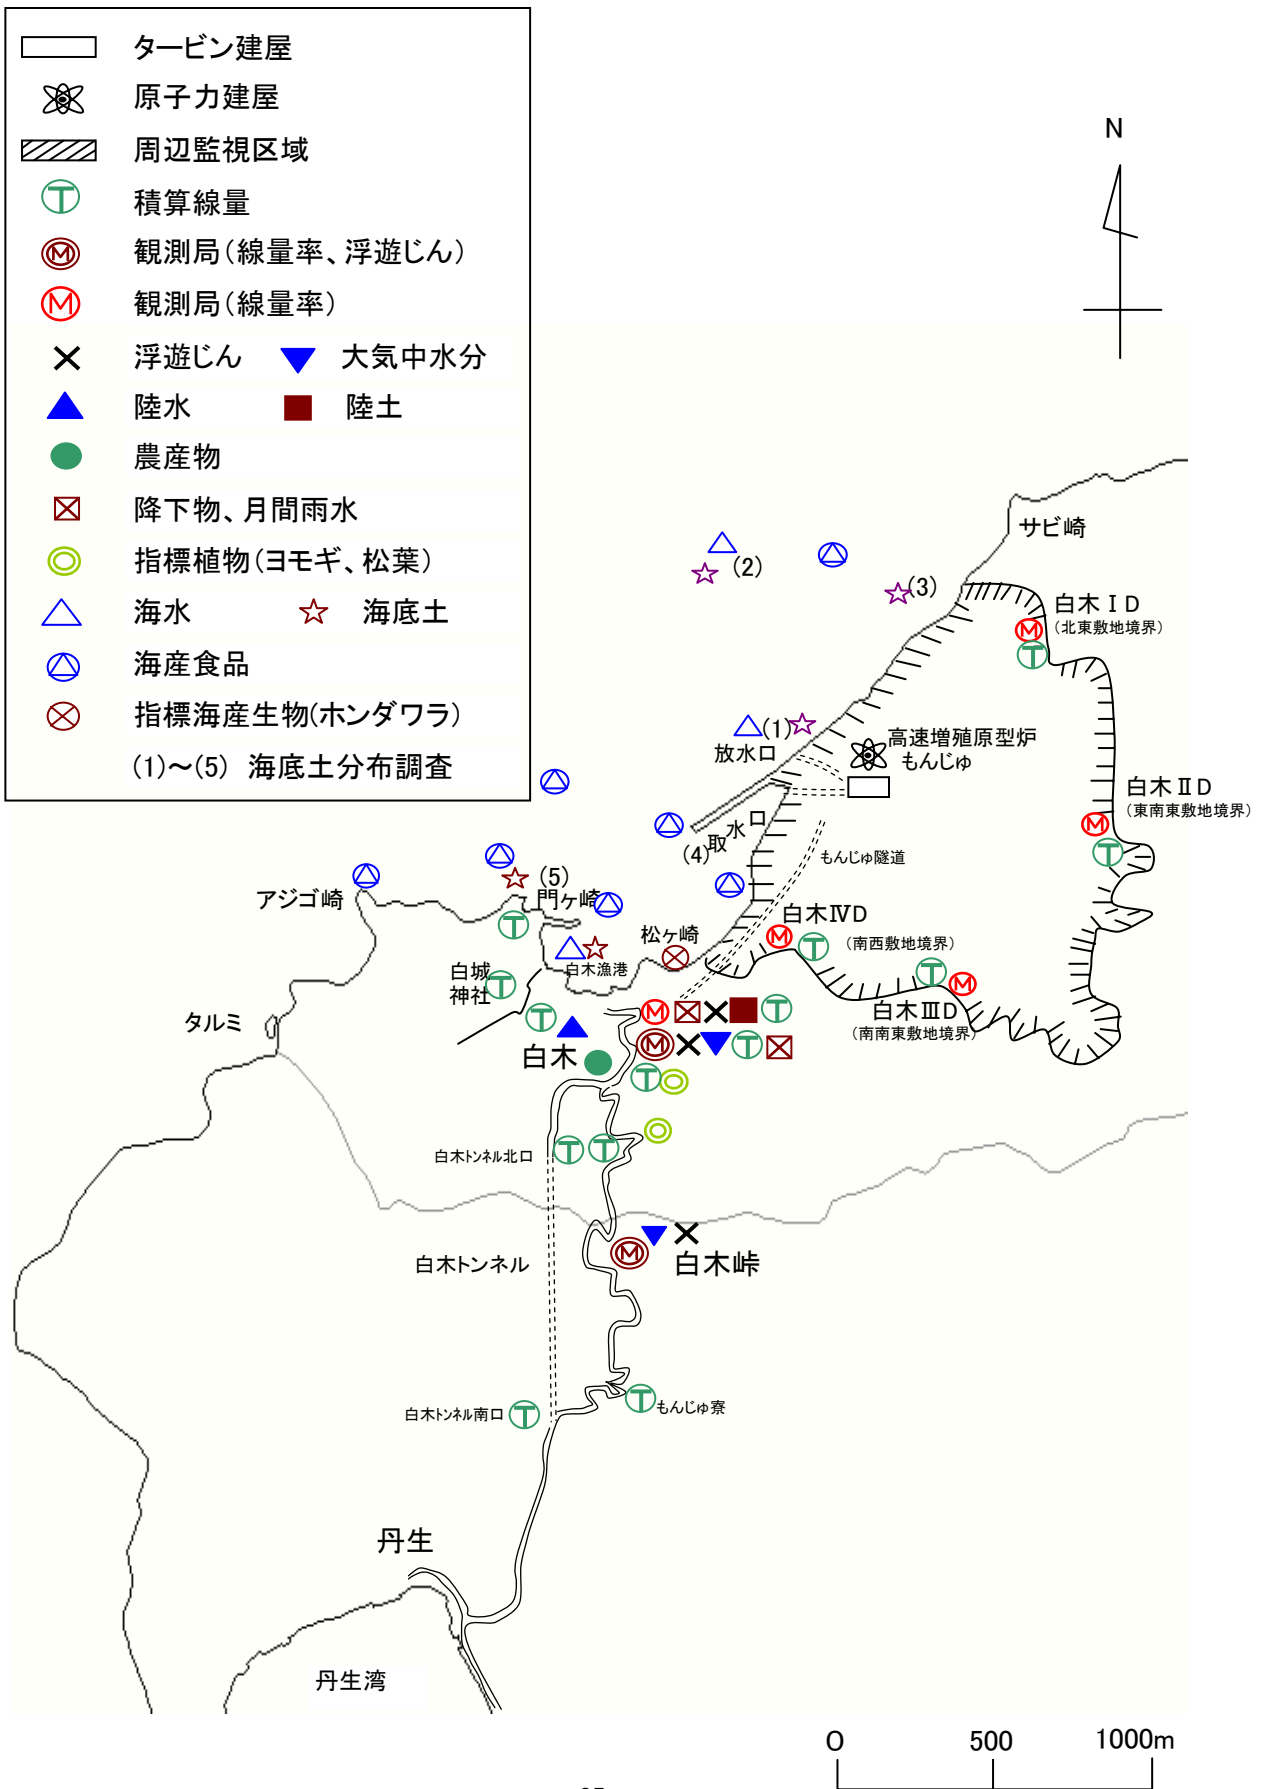 タービン建屋
原子力建屋
周辺監視区域
積算線量
観測局(線量率、浮遊じん)
観測局(線量率)
浮遊じん 大気中水分
陸水 陸土
農産物
降下物、月間雨水
指標植物(ヨモギ、松葉)
海水 海底土
海産食品
指標海産生物(ホンダワラ)
(1)~(5) 海底土分布調査
N
サビ崎
(2)
(3)
白木ⅠD
(北東敷地境界)
(1)
放水口
高速増殖原型炉
もんじゅ
白木ⅡD
(東南東敷地境界)
取水口
(4)
もんじゅ隧道
(5)
門ヶ崎
アジゴ崎
白木ⅣD
(南西敷地境界)
松ヶ崎
白木漁港
白城
神社
白木ⅢD
(南南東敷地境界)
タルミ
白木
白木トンネル北口
白木トンネル
白木峠
白木トンネル南口
もんじゅ寮
丹生
丹生湾
O 500 1000m